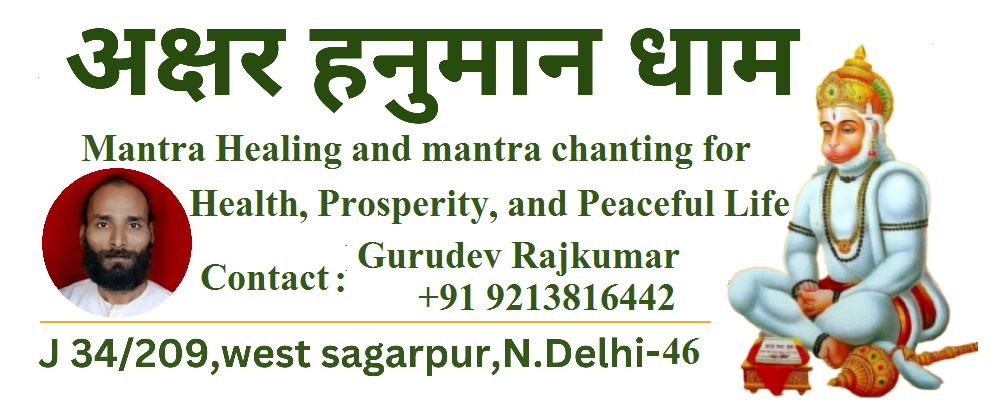 अक्षर हनुमान धाम
Mantra Healing and mantra chanting for
Health, Prosperity, and Peaceful Life
Contact : Gurudev Rajkumar
+91 9213816442
J 34/209,west sagarpur,N.Delhi-46